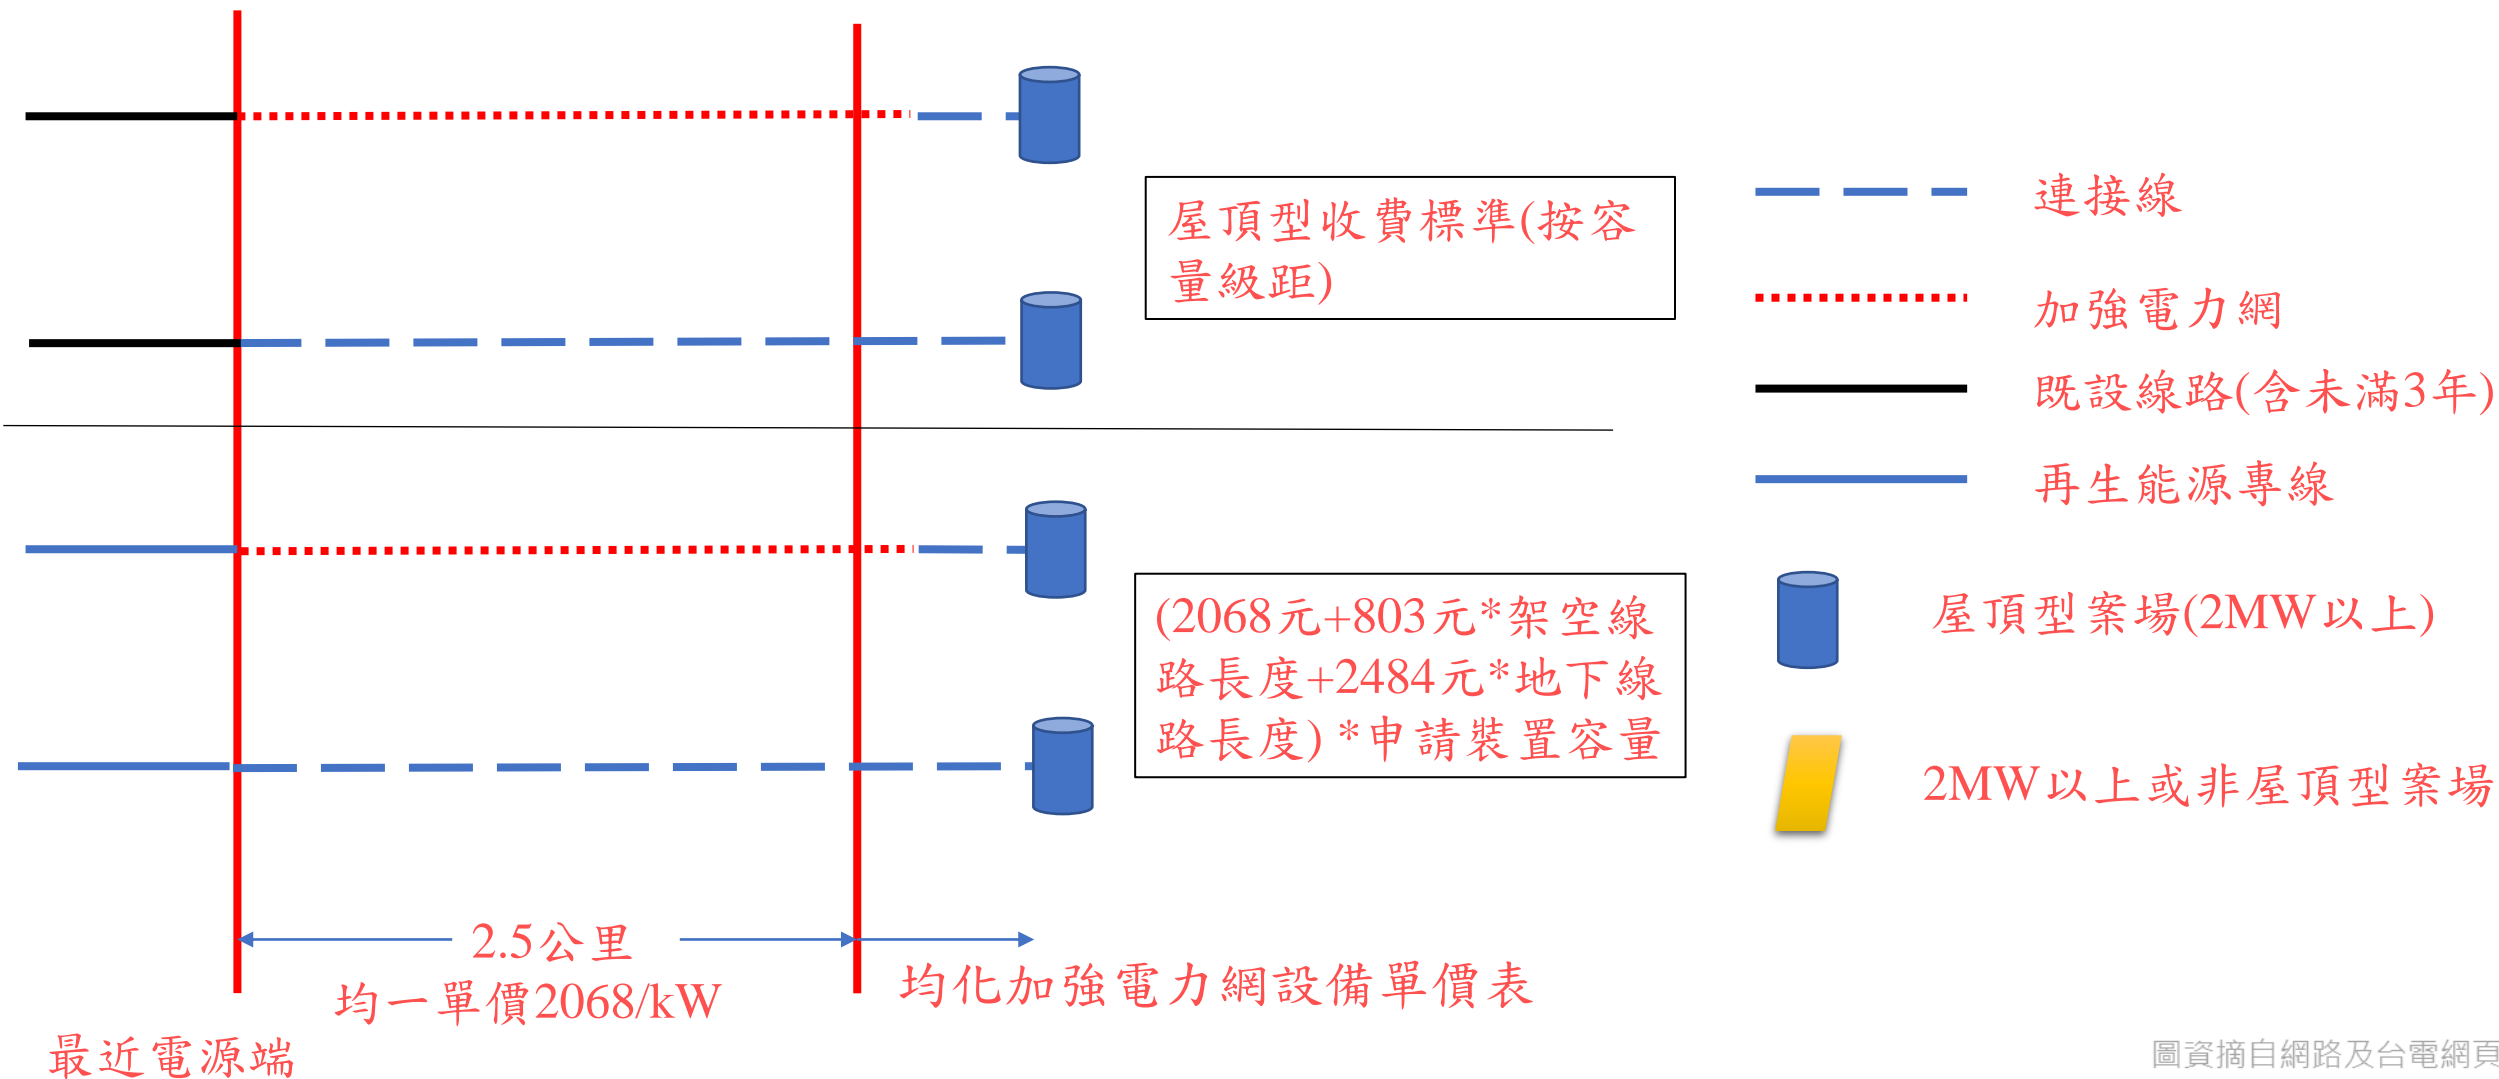 屋頂型收費標準(按客
量級距)
(2068元+803元*架空線
路長度+2484元*地下線
路長度)*申請裝置容量
連接線
加強電力網
既設線路(含未滿3年)
再生能源專線
屋頂型案場(2MW以上)
2MW以上或非屋頂型案場
2.5公里
均一單價2068/kW
均化加強電力網費用單價表
最近電源端
圖資擷自網路及台電網頁